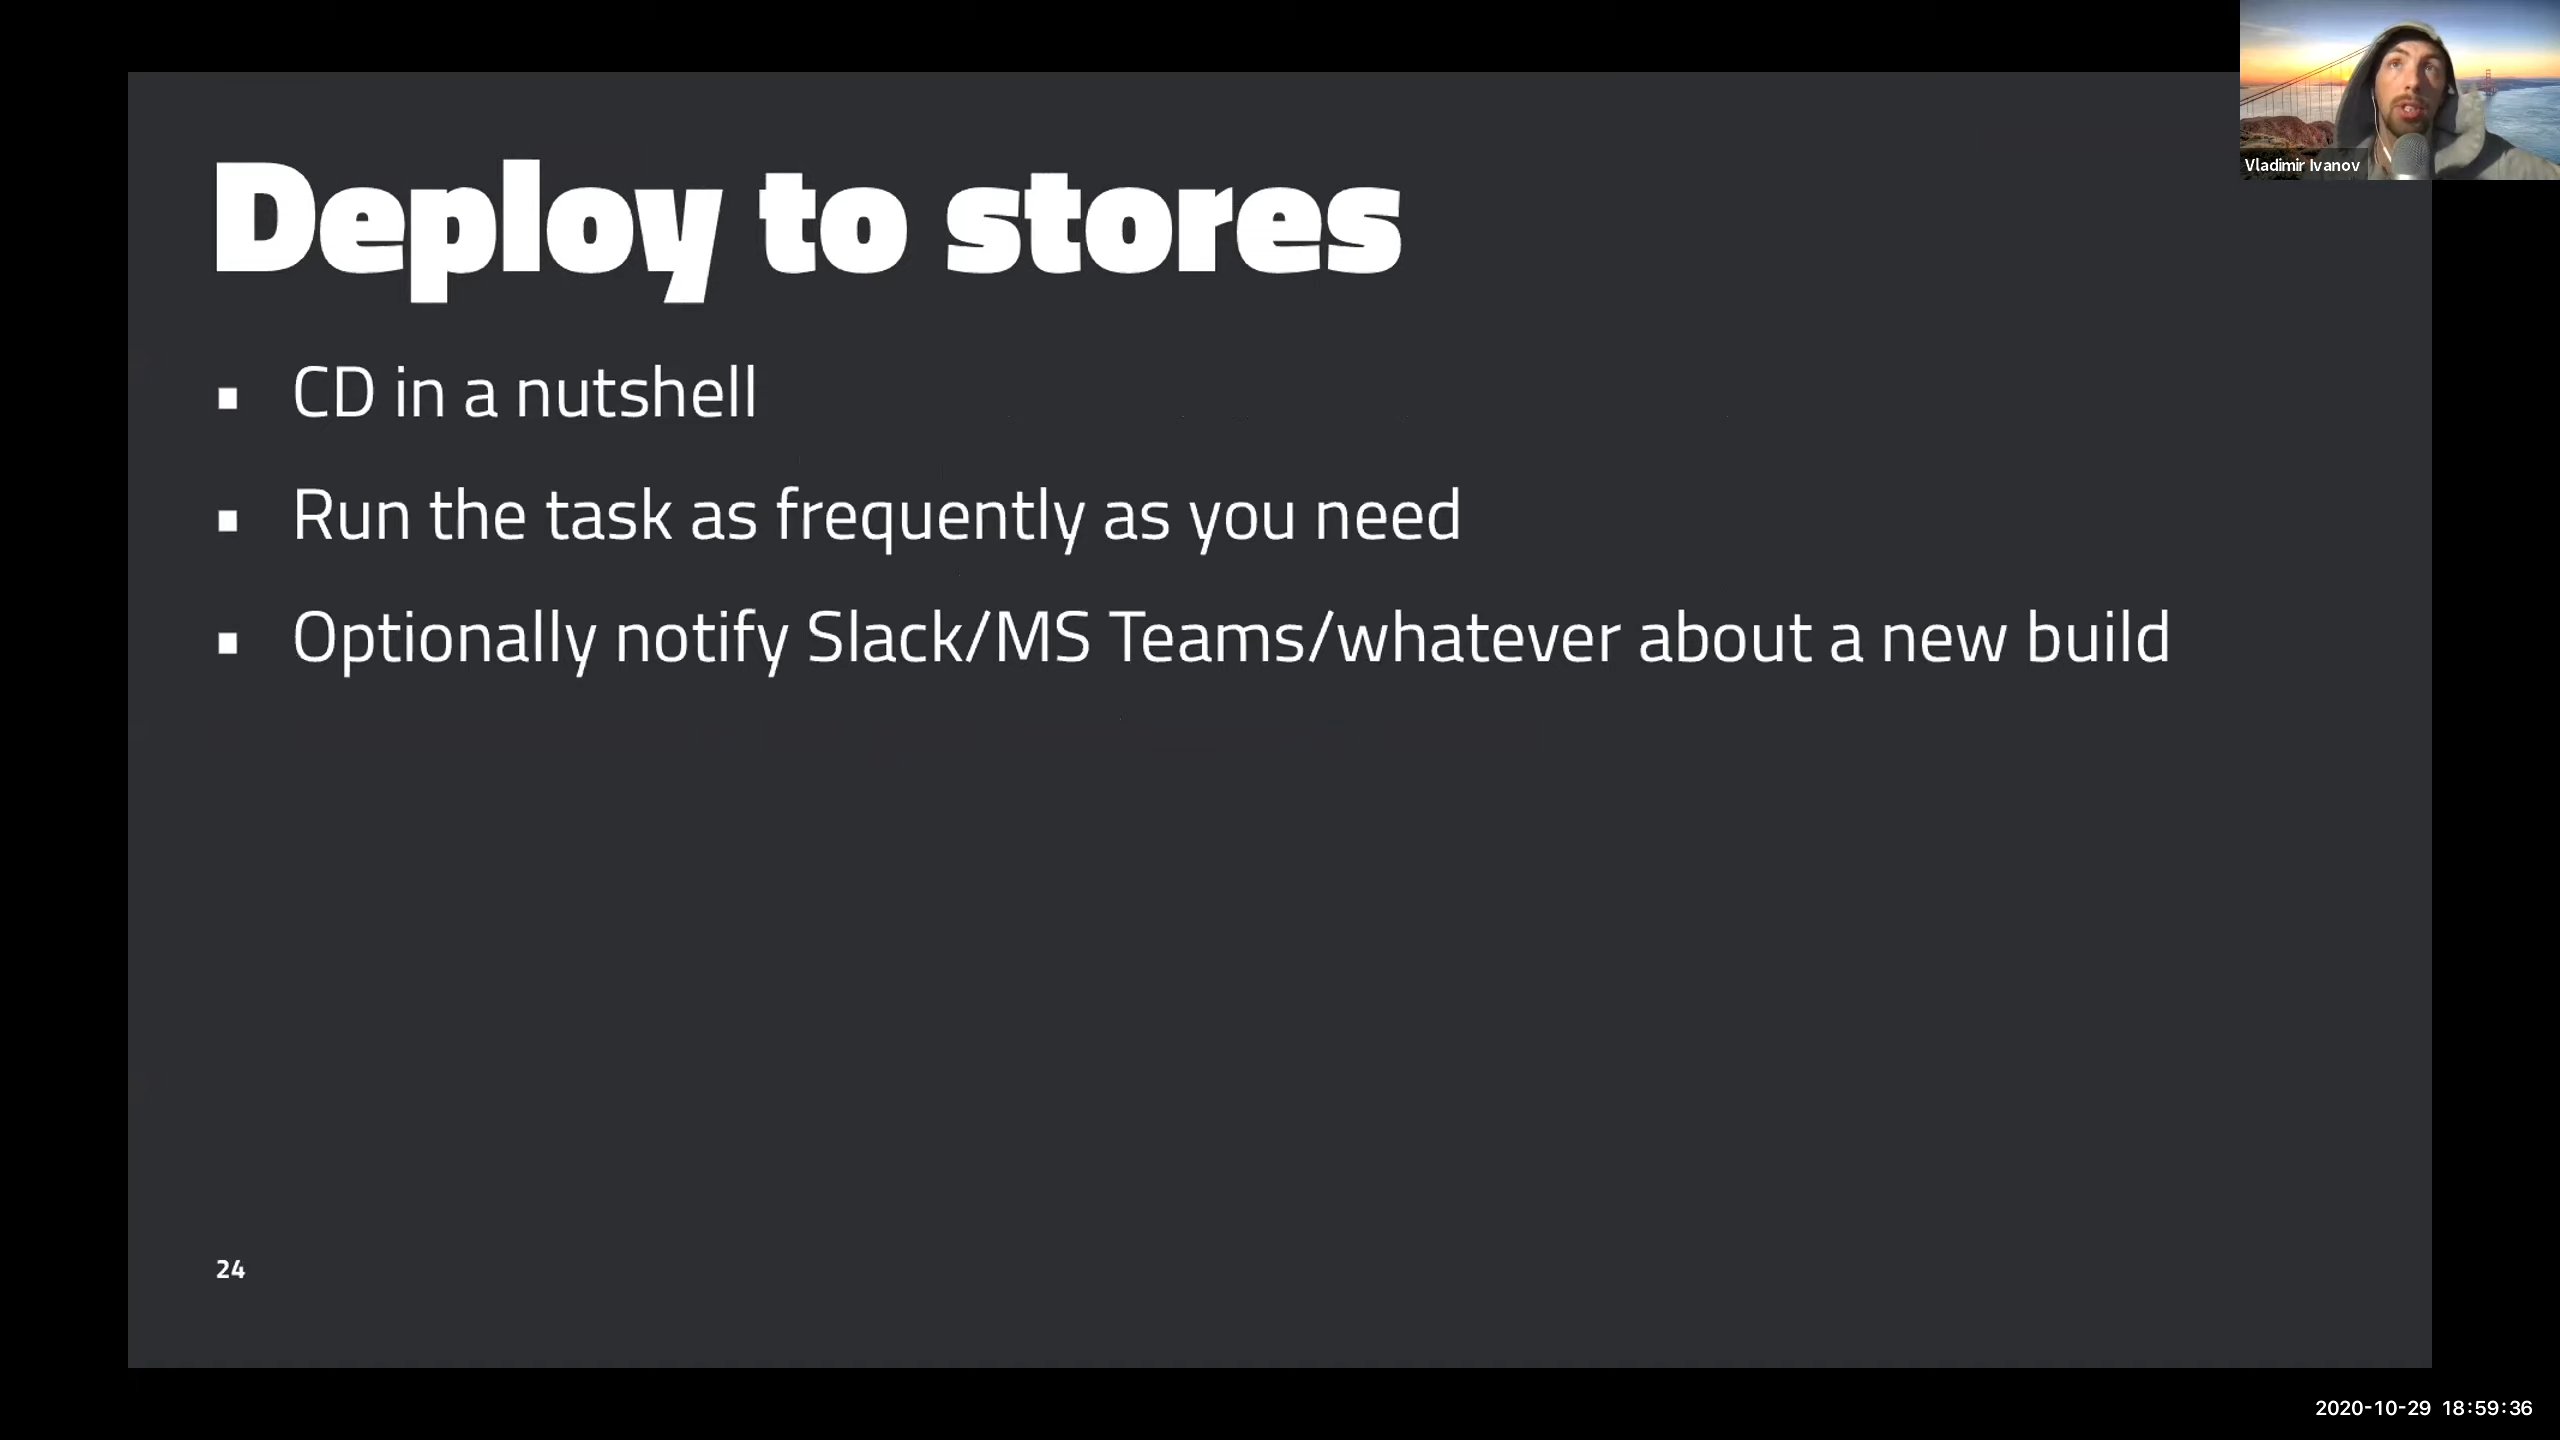 Vladimir Ivanov
Deploy to stores
▪ CD in a nutshell
▪ Run the task as frequently as you need
▪ Optionally notify Slack/MS Teams/whatever about a new build
24
2020-10-29 18:59:36